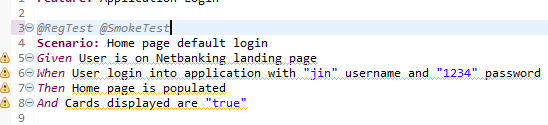 Feature: Application Login
3 @RegTest @SmokeTest
4 Scenario: Home page default login
5 Given User is on Netbanking landing page
6 When User login into application with "jin" username and "1234" password
7 Then Home page is populated
8 And Cards displayed are "true"
9